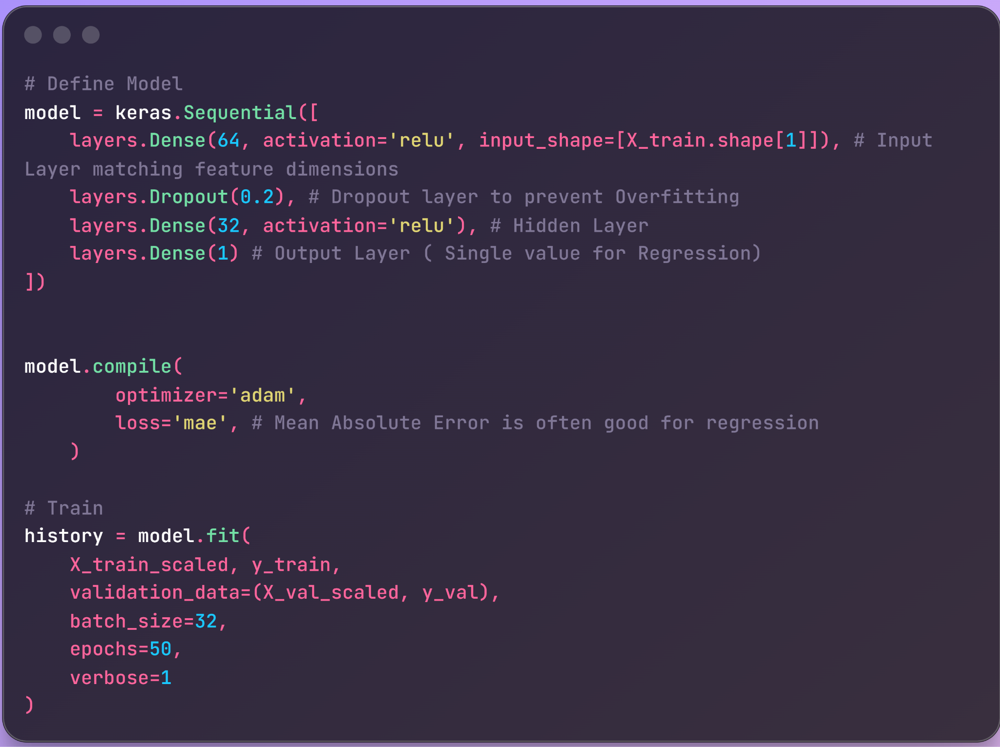 # Define Model
model = keras.Sequential([
    layers.Dense(64, activation='relu', input_shape=[X_train.shape[1]]), # Input
Layer matching feature dimensions
    layers.Dropout(0.2), # Dropout layer to prevent Overfitting
    layers.Dense(32, activation='relu'), # Hidden Layer
    layers.Dense(1) # Output Layer ( Single value for Regression)
])
model.compile(
        optimizer='adam',
        loss='mae', # Mean Absolute Error is often good for regression
    )
# Train
history = model.fit(
    X_train_scaled, y_train,
    validation_data=(X_val_scaled, y_val),
    batch_size=32,
    epochs=50,
    verbose=1
)